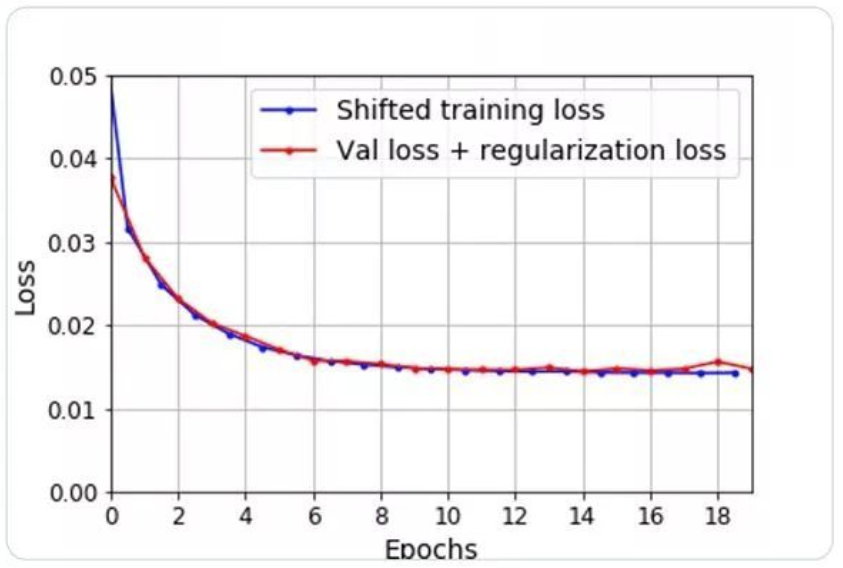 0.05
Shifted training loss
Val loss + regularization loss
0.04
0.03
Loss
0.02
0.01
0.00
0 2 4 6 8 10 12 14 16 18
Epochs